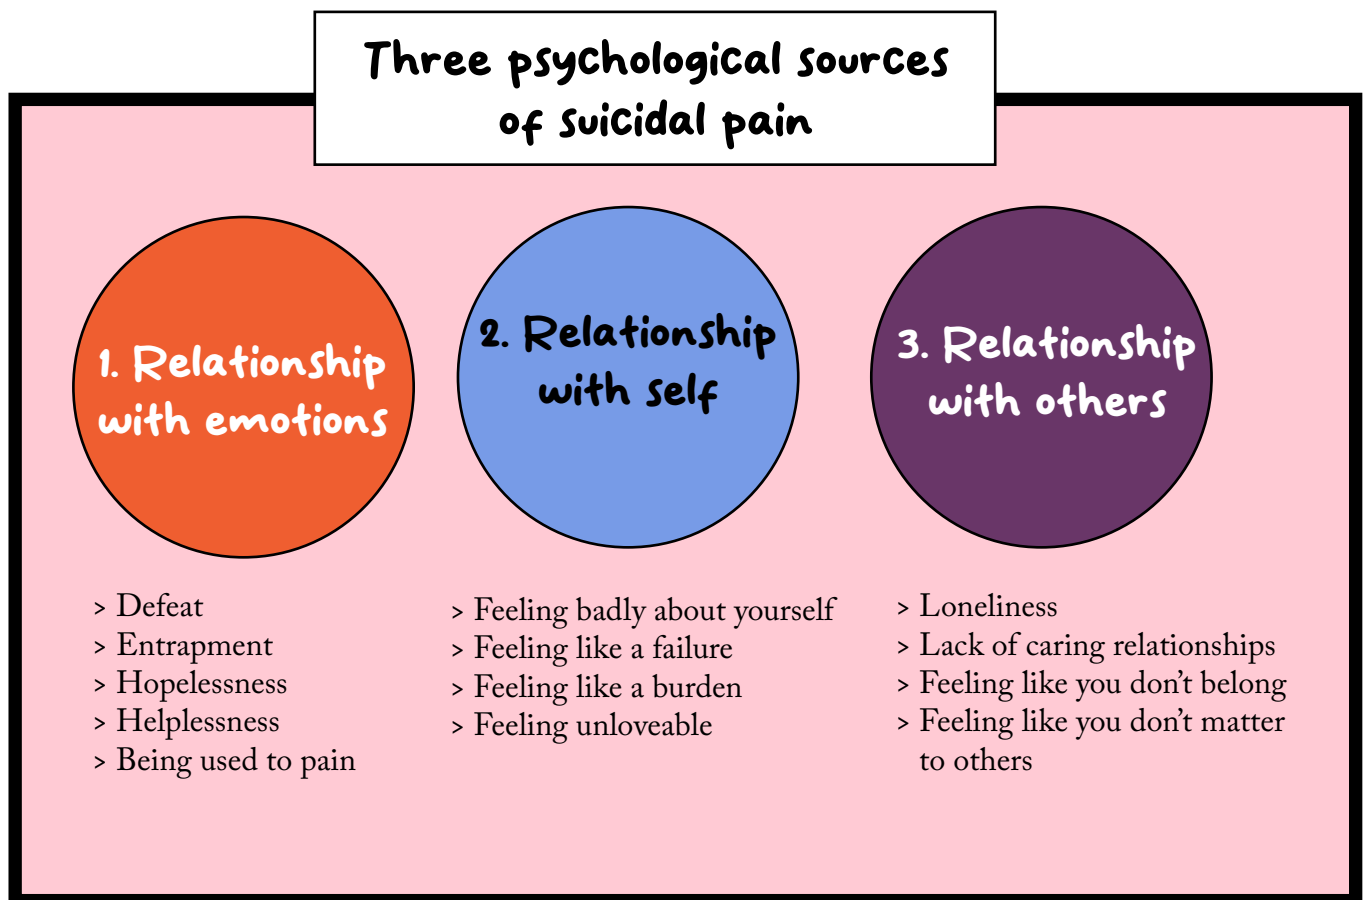 Three psychological sources
of suicidal pain
1. Relationship
with emotions
> Defeat
> Entrapment
> Hopelessness
> Helplessness
> Being used to pain
2. Relationship
with self
> Feeling badly about yourself
> Feeling like a failure
> Feeling like a burden
> Feeling unloveable
3. Relationship
with others
> Loneliness
> Lack of caring relationships
> Feeling like you don’t belong
> Feeling like you don’t matter
to others